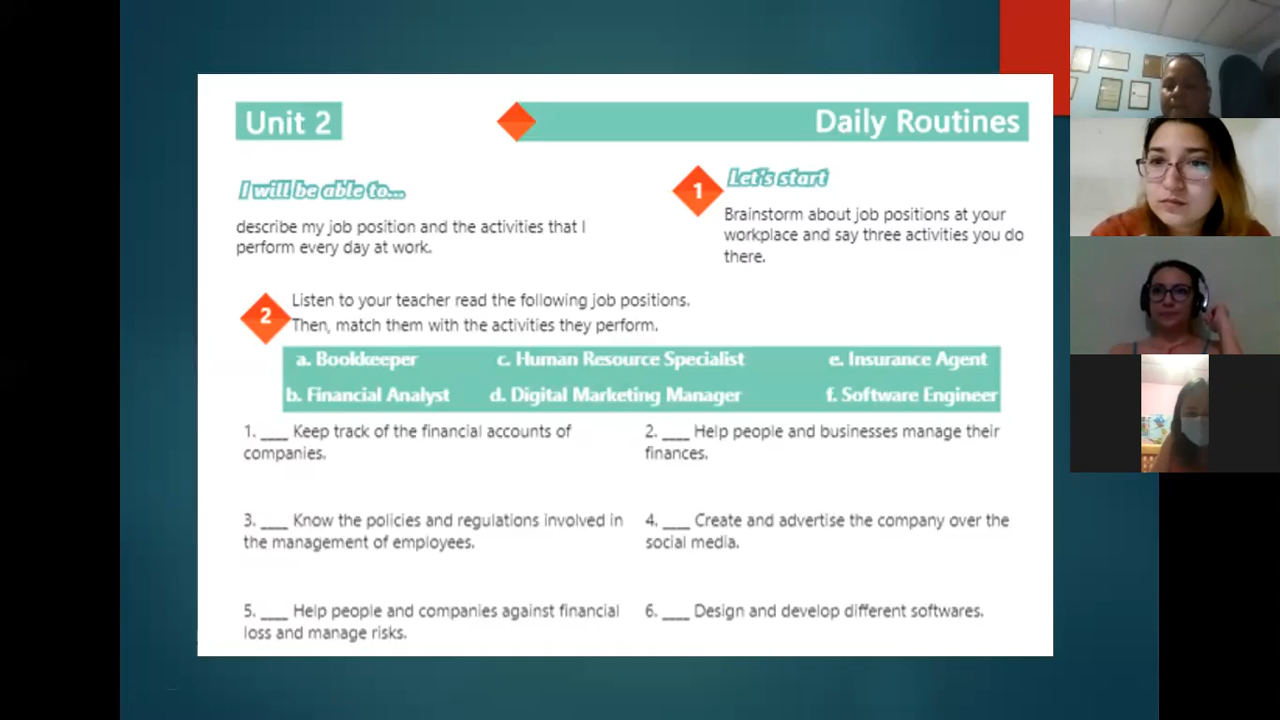 Unit 2
Daily Routines
I will be able to...
describe my job position and the activities that I
perform every day at work.
1
Let's start
Brainstorm about job positions at your
workplace and say three activities you do
there.
2
Listen to your teacher read the following job positions.
Then, match them with the activities they perform.
a. Bookkeeper
c. Human Resource Specialist
e. Insurance Agent
b. Financial Analyst
d. Digital Marketing Manager
f. Software Engineer
1. ___ Keep track of the financial accounts of
companies.
2. ___ Help people and businesses manage their
finances.
3. ___ Know the policies and regulations involved in
the management of employees.
4. ___ Create and advertise the company over the
social media.
5. ___ Help people and companies against financial
loss and manage risks.
6. ___ Design and develop different softwares.